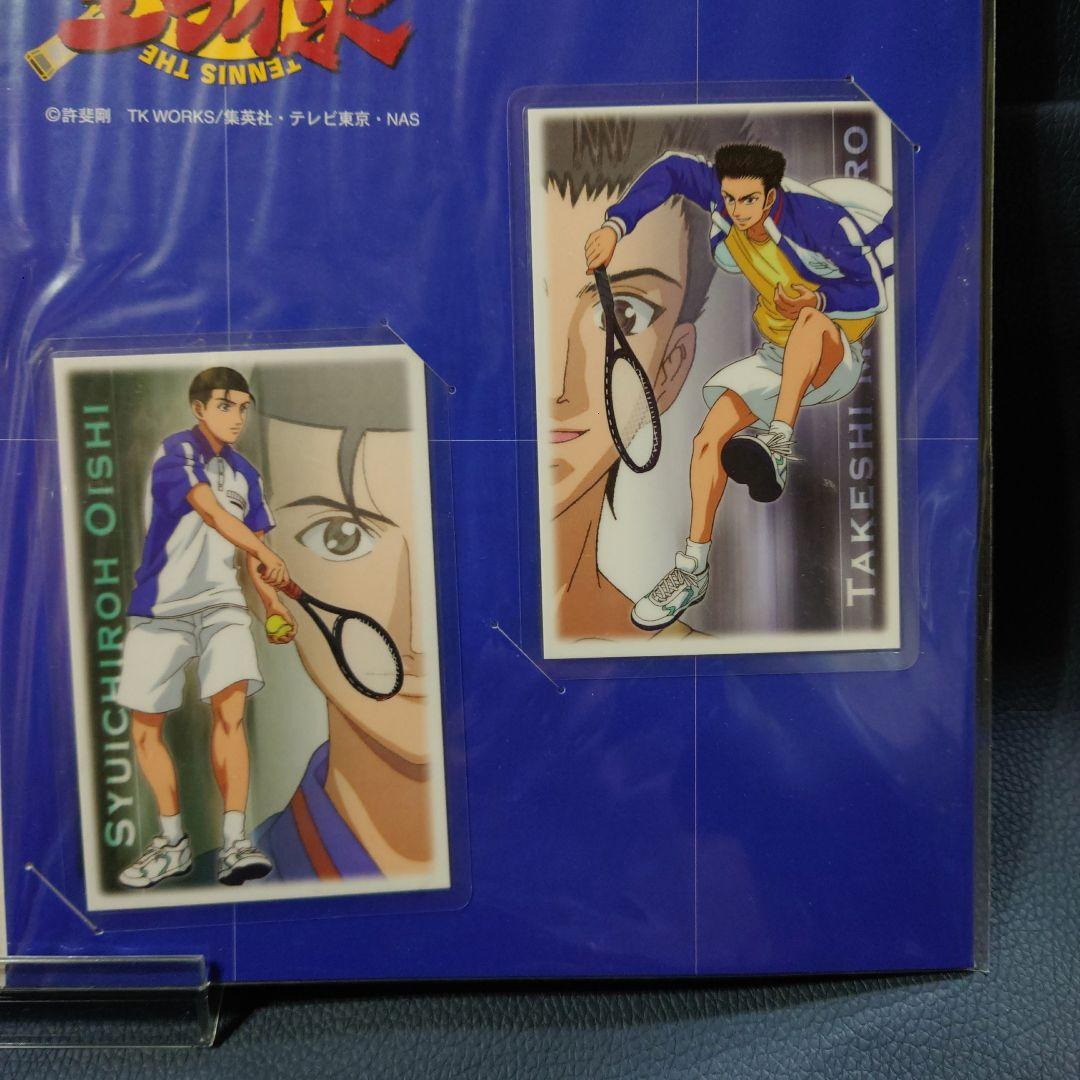 TENNIS THE
©許斐剛 TK WORKS/集英社・テレビ東京・NAS
SYUICHIROH OISHI
TAKESHI M RO